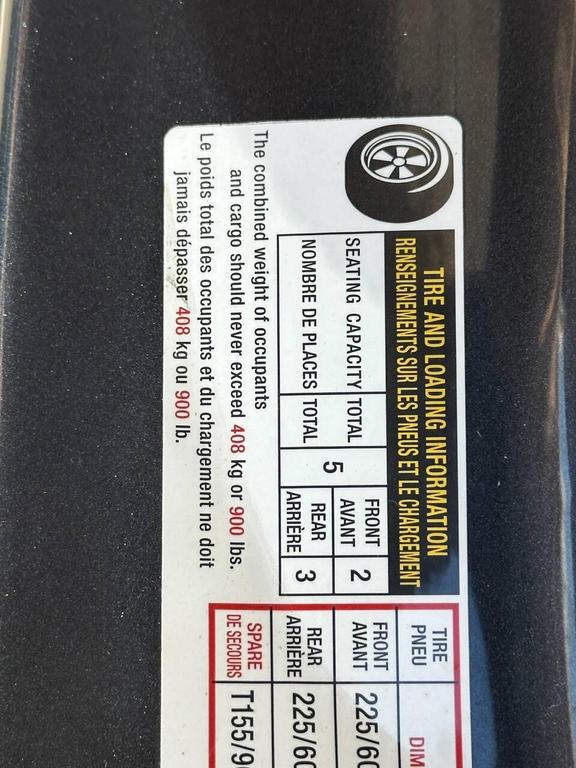 TIRE AND LOADING INFORMATION
RENSEIGNEMENTS SUR LES PNEUS ET LE CHARGEMENT
SEATING CAPACITY TOTAL
NOMBRE DE PLACES TOTAL
5
FRONT
AVANT 2
REAR
ARRIÈRE 3
The combined weight of occupants
and cargo should never exceed 408 kg or 900 lbs.
Le poids total des occupants et du chargement ne doit
jamais dépasser 408 kg ou 900 lb.
TIRE
PNEU
FRONT
AVANT 225/60
REAR
ARRIÈRE 225/60
SPARE
DE SECOURS